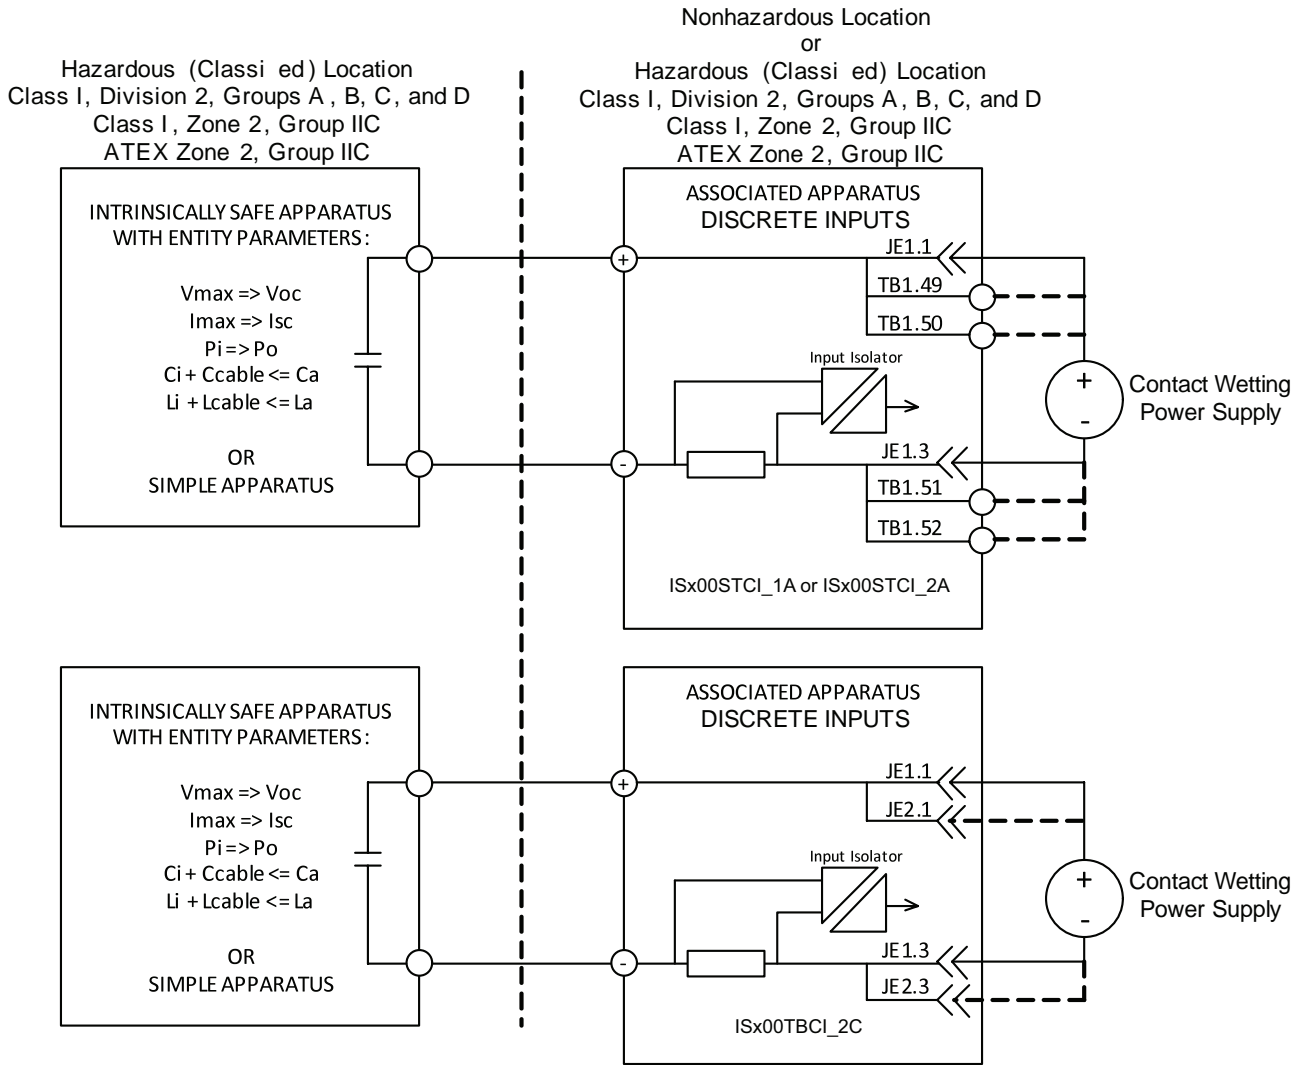 Nonhazardous Location
or
Hazardous (Classi ed) Location
Class I, Division 2, Groups A, B, C, and D
Class I, Zone 2, Group IIC
ATEX Zone 2, Group IIC
Hazardous (Classi ed) Location
Class I, Division 2, Groups A, B, C, and D
Class I, Zone 2, Group IIC
ATEX Zone 2, Group IIC
INTRINSICALLY SAFE APPARATUS
WITH ENTITY PARAMETERS:
Vmax => Voc
Imax => Isc
Pi => Po
Ci + Ccable <= Ca
Li + Lcable <= La
OR
SIMPLE APPARATUS
ASSOCIATED APPARATUS
DISCRETE INPUTS
JE1.1
+
TB1.49
TB1.50
Input Isolator
+
-
Contact Wetting
Power Supply
JE1.3
-
TB1.51
TB1.52
ISx00STCI_1A or ISx00STCI_2A
INTRINSICALLY SAFE APPARATUS
WITH ENTITY PARAMETERS:
Vmax => Voc
Imax => Isc
Pi => Po
Ci + Ccable <= Ca
Li + Lcable <= La
OR
SIMPLE APPARATUS
ASSOCIATED APPARATUS
DISCRETE INPUTS
JE1.1
+
JE2.1
Input Isolator
+
-
Contact Wetting
Power Supply
JE1.3
-
JE2.3
ISx00TBCI_2C